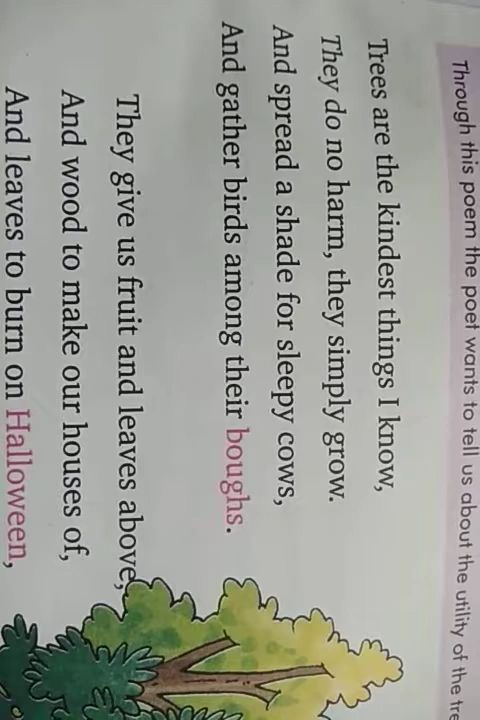 Through this poem the poet wants to tell us about the utility of the
Trees are the kindest things I know,
They do no harm, they simply grow.
And spread a shade for sleepy cows,
And gather birds among their boughs.
They give us fruit and leaves above,
And wood to make our houses of,
And leaves to burn on Halloween,